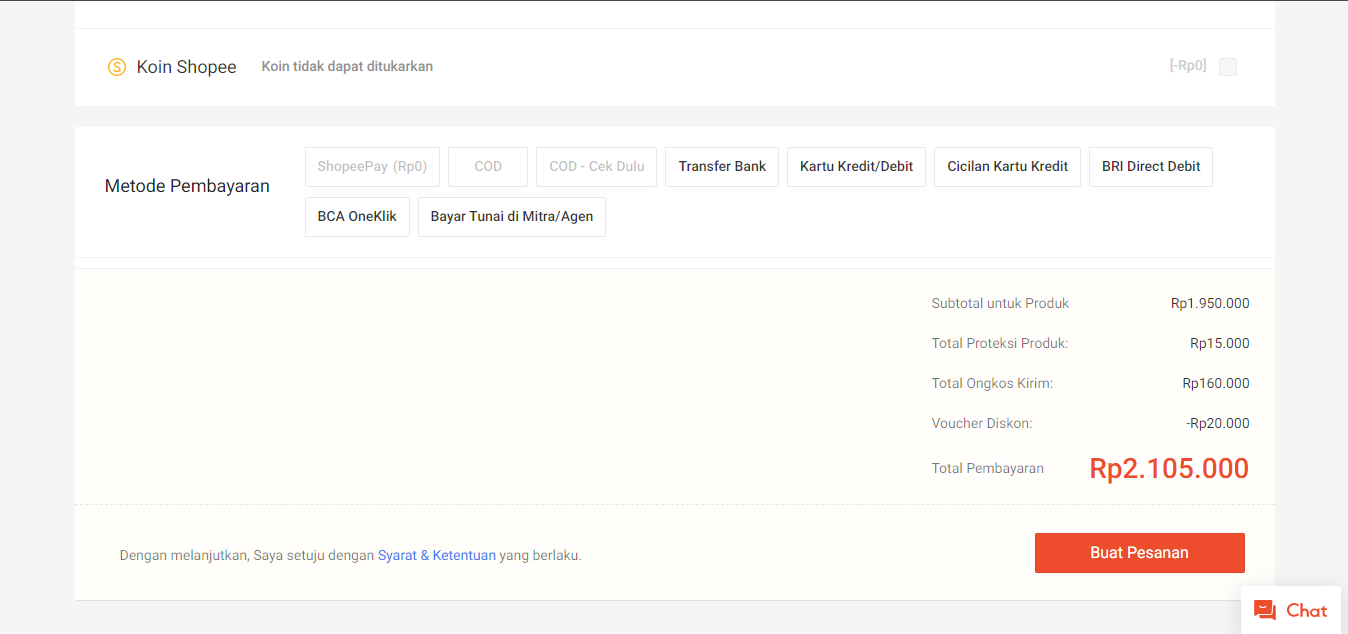 Koin Shopee Koin tidak dapat ditukarkan [-Rp0]
ShopeePay (Rp0) COD COD - Cek Dulu Transfer Bank Kartu Kredit/Debit Cicilan Kartu Kredit BRI Direct Debit
Metode Pembayaran
BCA OneKlik Bayar Tunai di Mitra/Agen
Subtotal untuk Produk Rp1.950.000
Total Proteksi Produk: Rp15.000
Total Ongkos Kirim: Rp160.000
Voucher Diskon: -Rp20.000
Total Pembayaran Rp2.105.000
Dengan melanjutkan, Saya setuju dengan Syarat & Ketentuan yang berlaku. Buat Pesanan
Chat